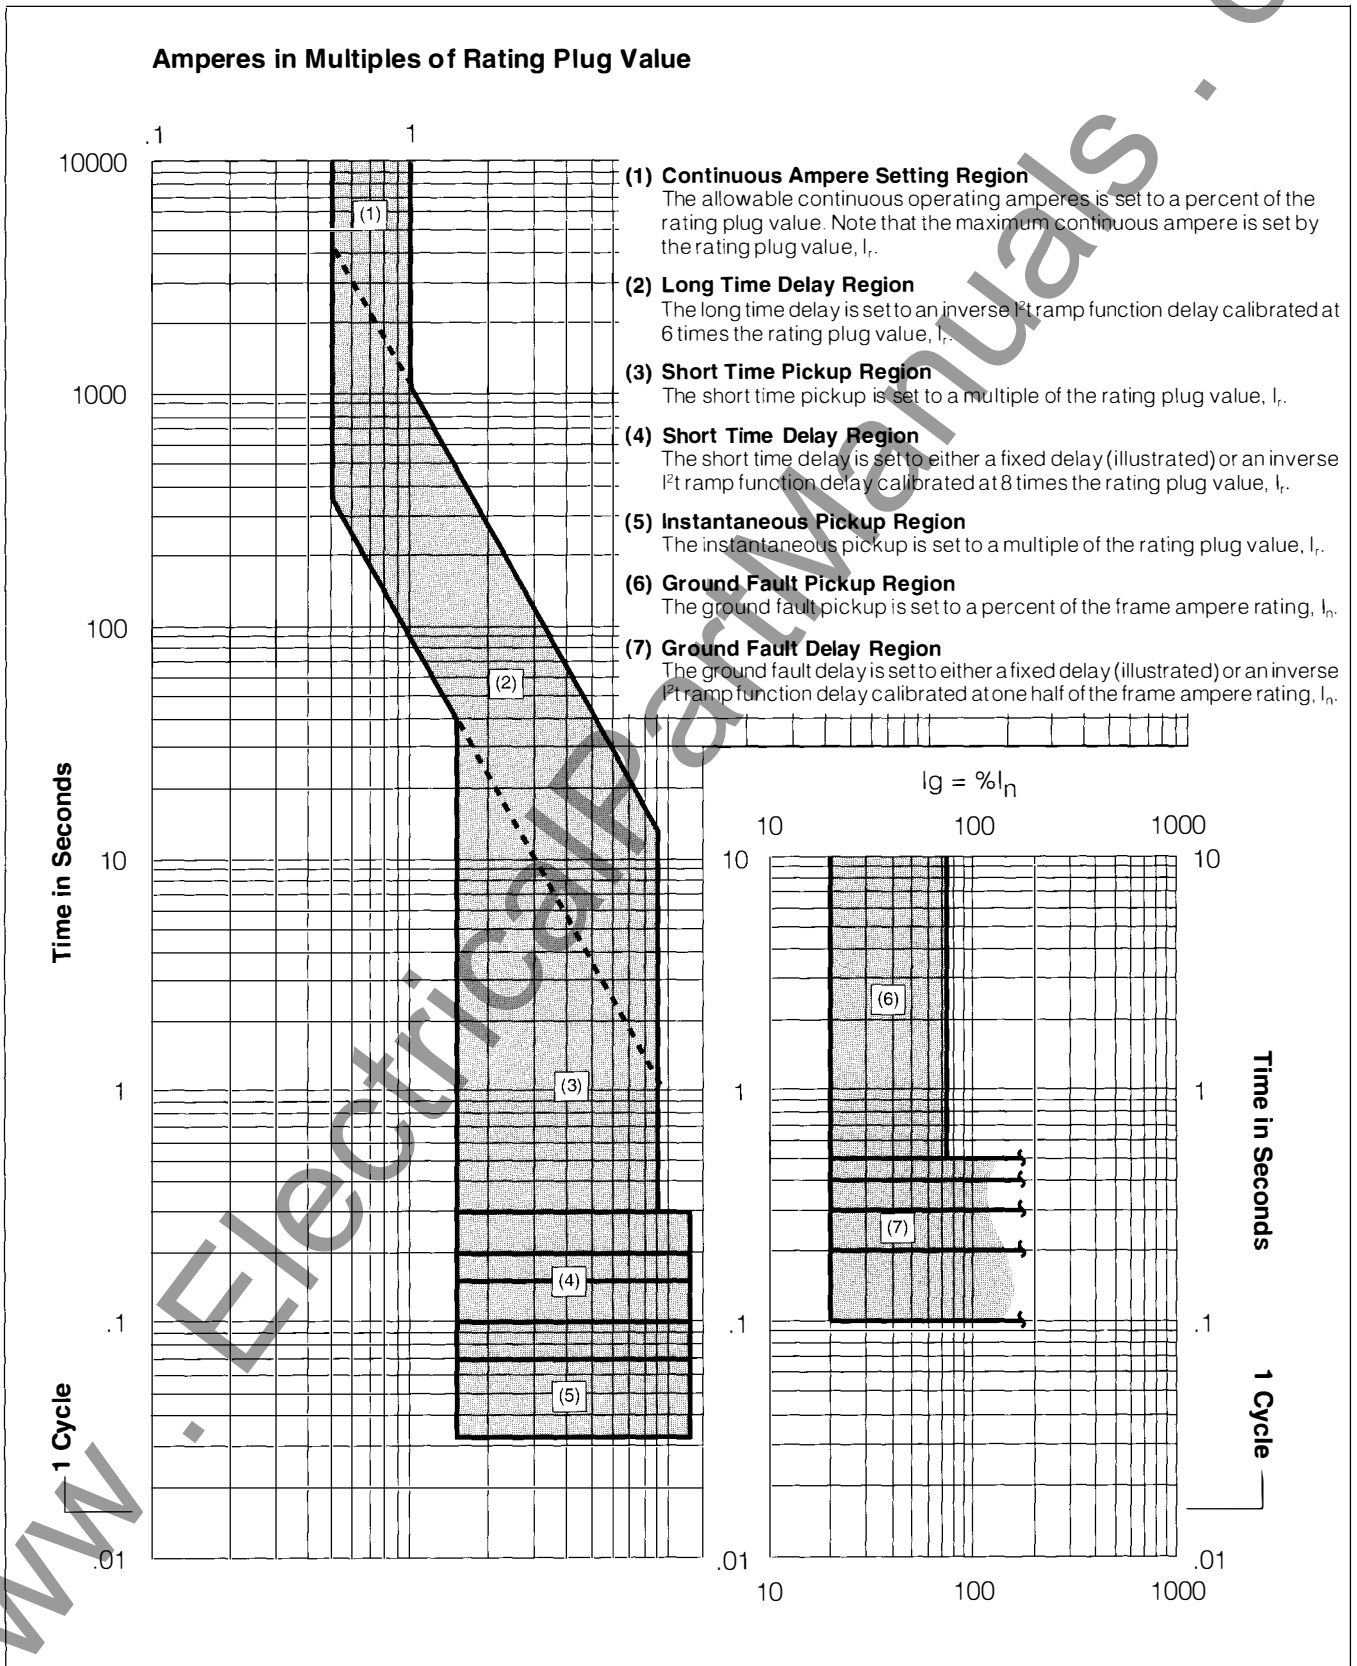 Amperes in Multiples of Rating Plug Value
.1 1
10000
1000
100
10
1
.1
.01
Time in Seconds
1 Cycle
(1)
(2)
(3)
(4)
(5)
(1) Continuous Ampere Setting Region
The allowable continuous operating amperes is set to a percent of the
rating plug value. Note that the maximum continuous ampere is set by
the rating plug value, Iᵣ.
(2) Long Time Delay Region
The long time delay is set to an inverse I²t ramp function delay calibrated at
6 times the rating plug value, Iᵣ.
(3) Short Time Pickup Region
The short time pickup is set to a multiple of the rating plug value, Iᵣ.
(4) Short Time Delay Region
The short time delay is set to either a fixed delay (illustrated) or an inverse
I²t ramp function delay calibrated at 8 times the rating plug value, Iᵣ.
(5) Instantaneous Pickup Region
The instantaneous pickup is set to a multiple of the rating plug value, Iᵣ.
(6) Ground Fault Pickup Region
The ground fault pickup is set to a percent of the frame ampere rating, Iₙ.
(7) Ground Fault Delay Region
The ground fault delay is set to either a fixed delay (illustrated) or an inverse
I²t ramp function delay calibrated at one half of the frame ampere rating, Iₙ.
Ig = %Iₙ
10 100 1000
10 10
1 1
.1 .1
.01 .01
10 100 1000
(6)
(7)
Time in Seconds
1 Cycle
ww . ElectricalPartManuals .